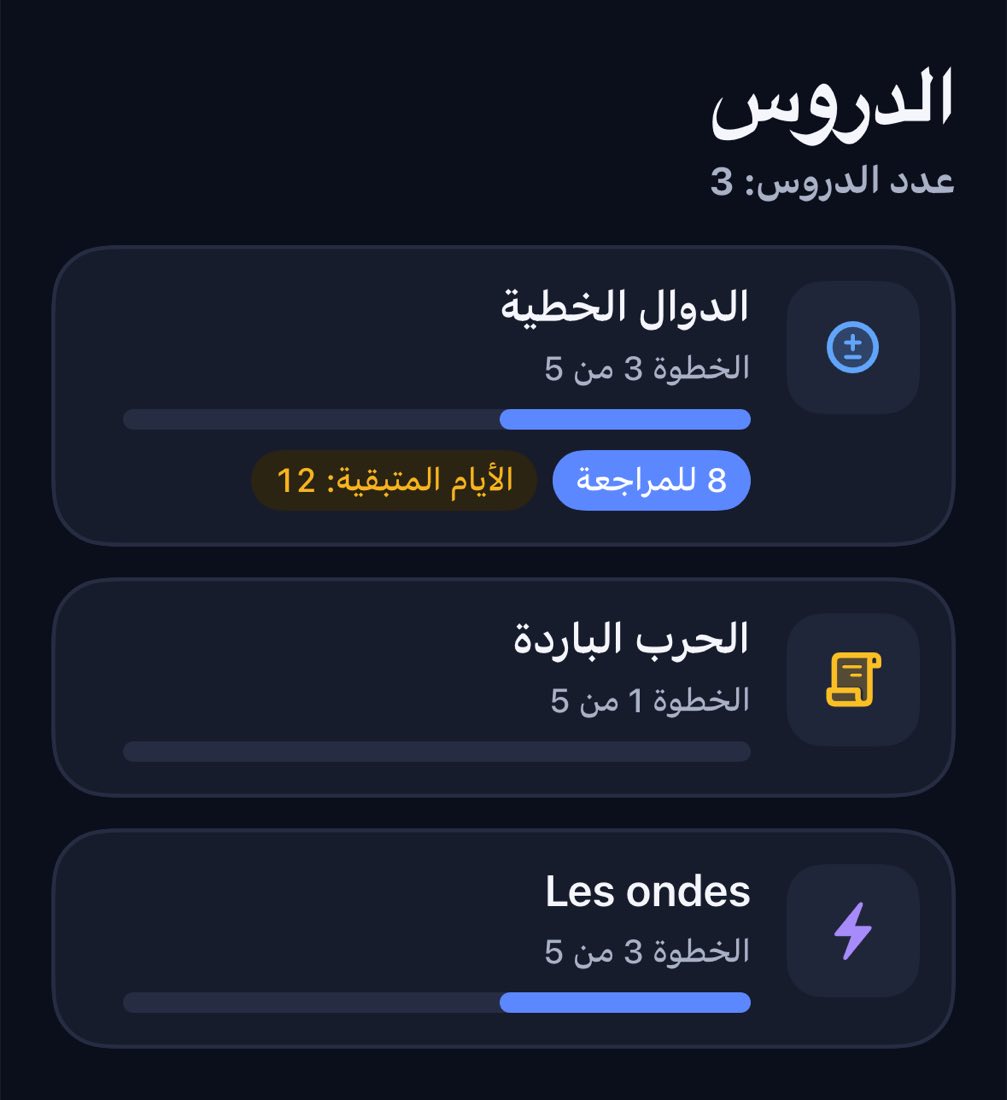 الدروس
عدد الدروس: 3
الدوال الخطية
الخطوة 3 من 5
8 للمراجعة
الأيام المتبقية: 12
الحرب الباردة
الخطوة 1 من 5
Les ondes
الخطوة 3 من 5